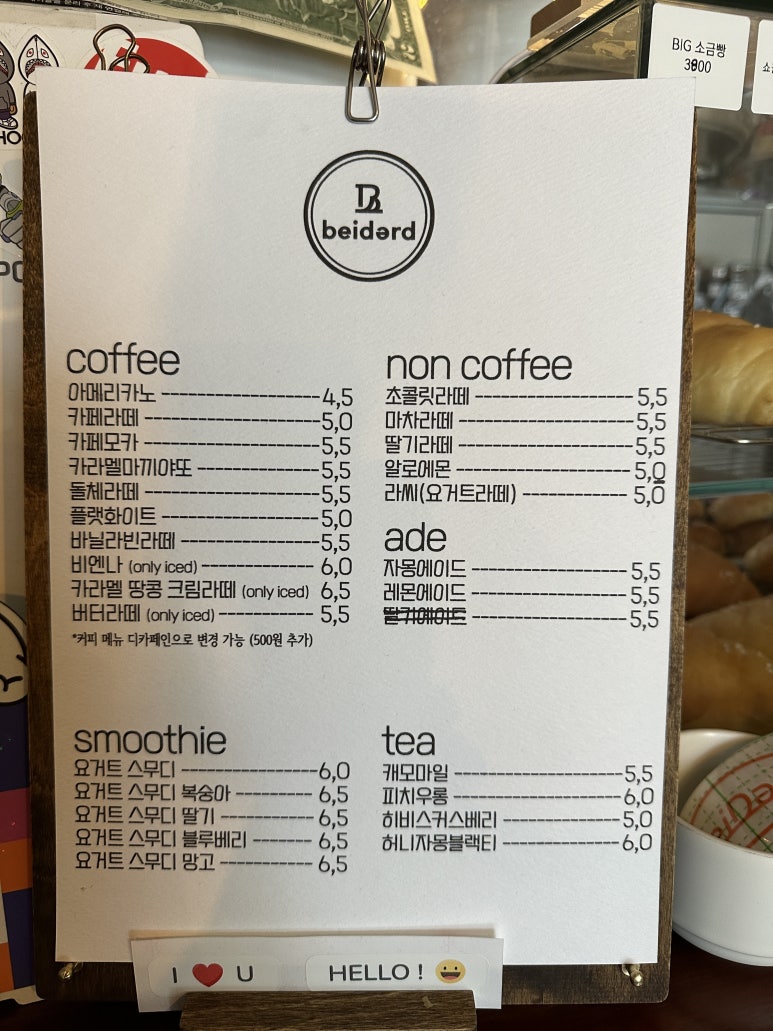 BIG 소금빵
3800
B
beidərd
coffee
아메리카노 4,5
카페라떼 5,0
카페모카 5,5
카라멜마끼야또 5,5
돌체라떼 5,5
플랫화이트 5,0
바닐라빈라떼 5,5
비엔나 (only iced) 6,0
카라멜 땅콩 크림라떼 (only iced) 6,5
버터라떼 (only iced) 5,5
*커피 메뉴 디카페인으로 변경 가능 (500원 추가)
non coffee
초콜릿라떼 5,5
마차라떼 5,5
딸기라떼 5,5
알로에몬 5,0
라씨(요거트라떼) 5,0
ade
자몽에이드 5,5
레몬에이드 5,5
딸기에이드 5,5
smoothie
요거트 스무디 6,0
요거트 스무디 복숭아 6,5
요거트 스무디 딸기 6,5
요거트 스무디 블루베리 6,5
요거트 스무디 망고 6,5
tea
캐모마일 5,5
피치우롱 6,0
히비스커스베리 5,0
허니자몽블랙티 6,0
I ❤️ U
HELLO ! 😀